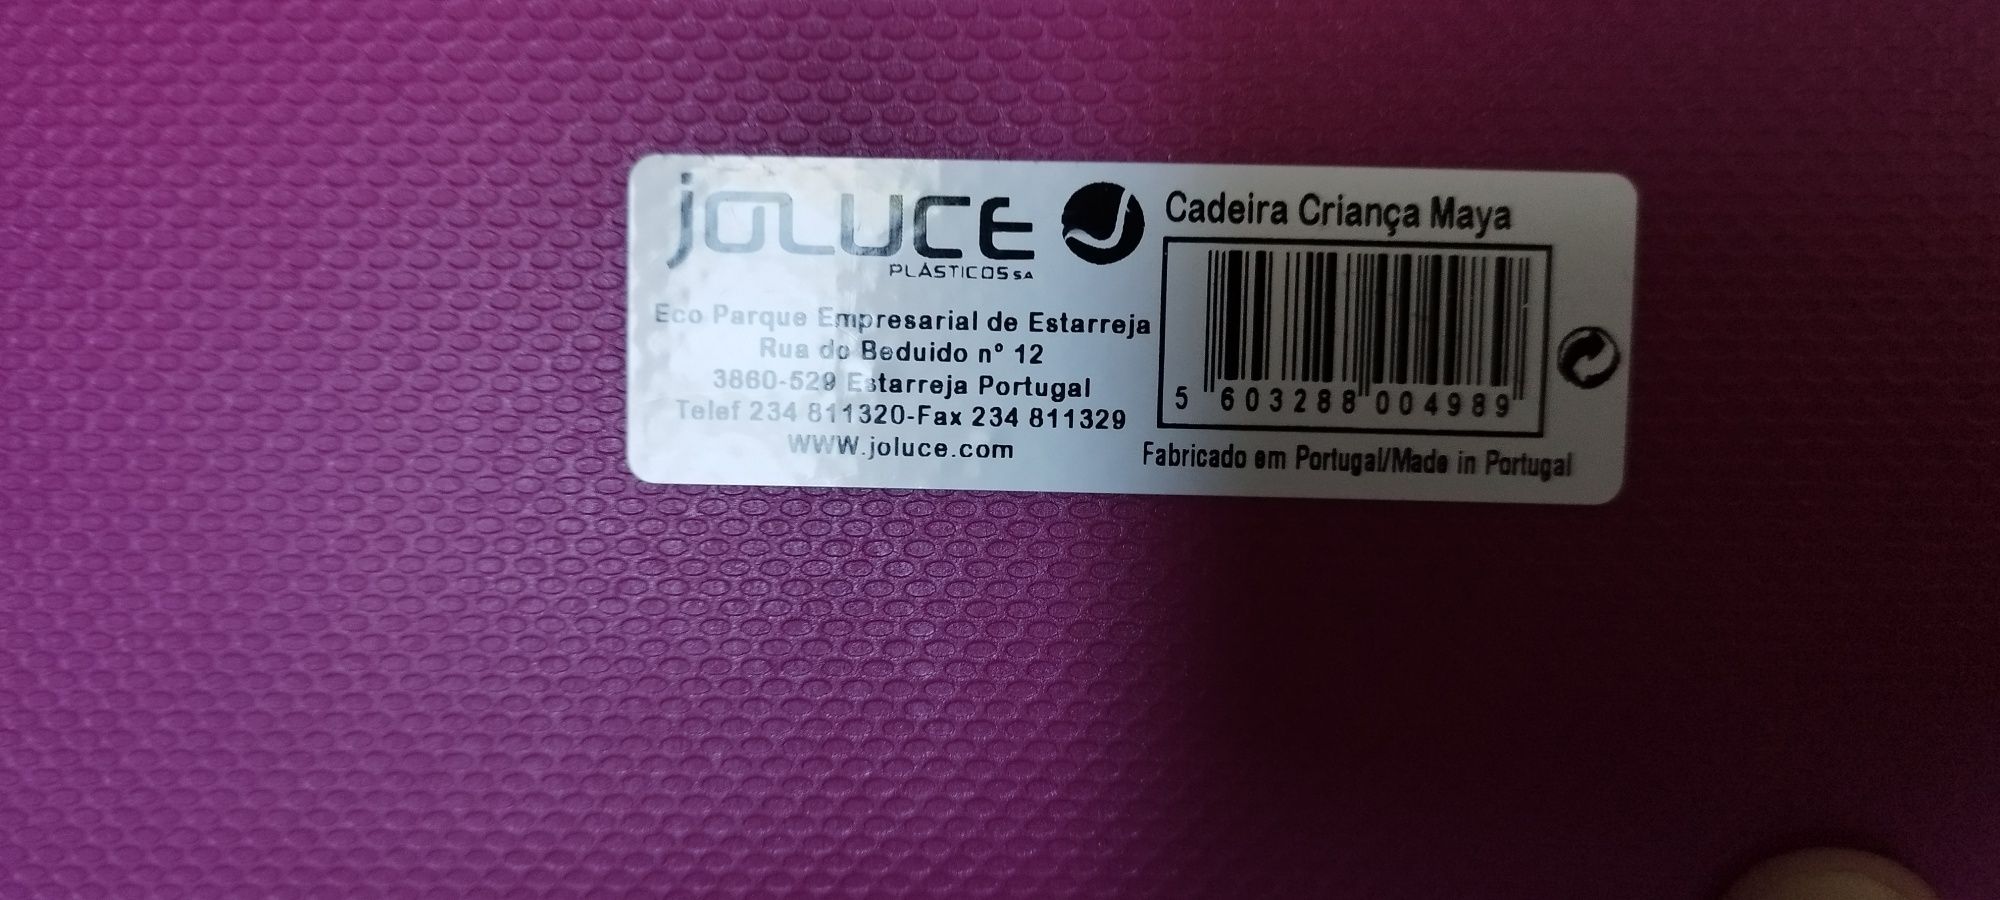 joluce
PLÁSTICOS SA
Eco Parque Empresarial de Estarreja
Rua do Beduido nº 12
3860-529 Estarreja Portugal
Telef 234 811320-Fax 234 811329
WWW.joluce.com
Cadeira Criança Maya
5 603288 004989
Fabricado em Portugal/Made in Portugal